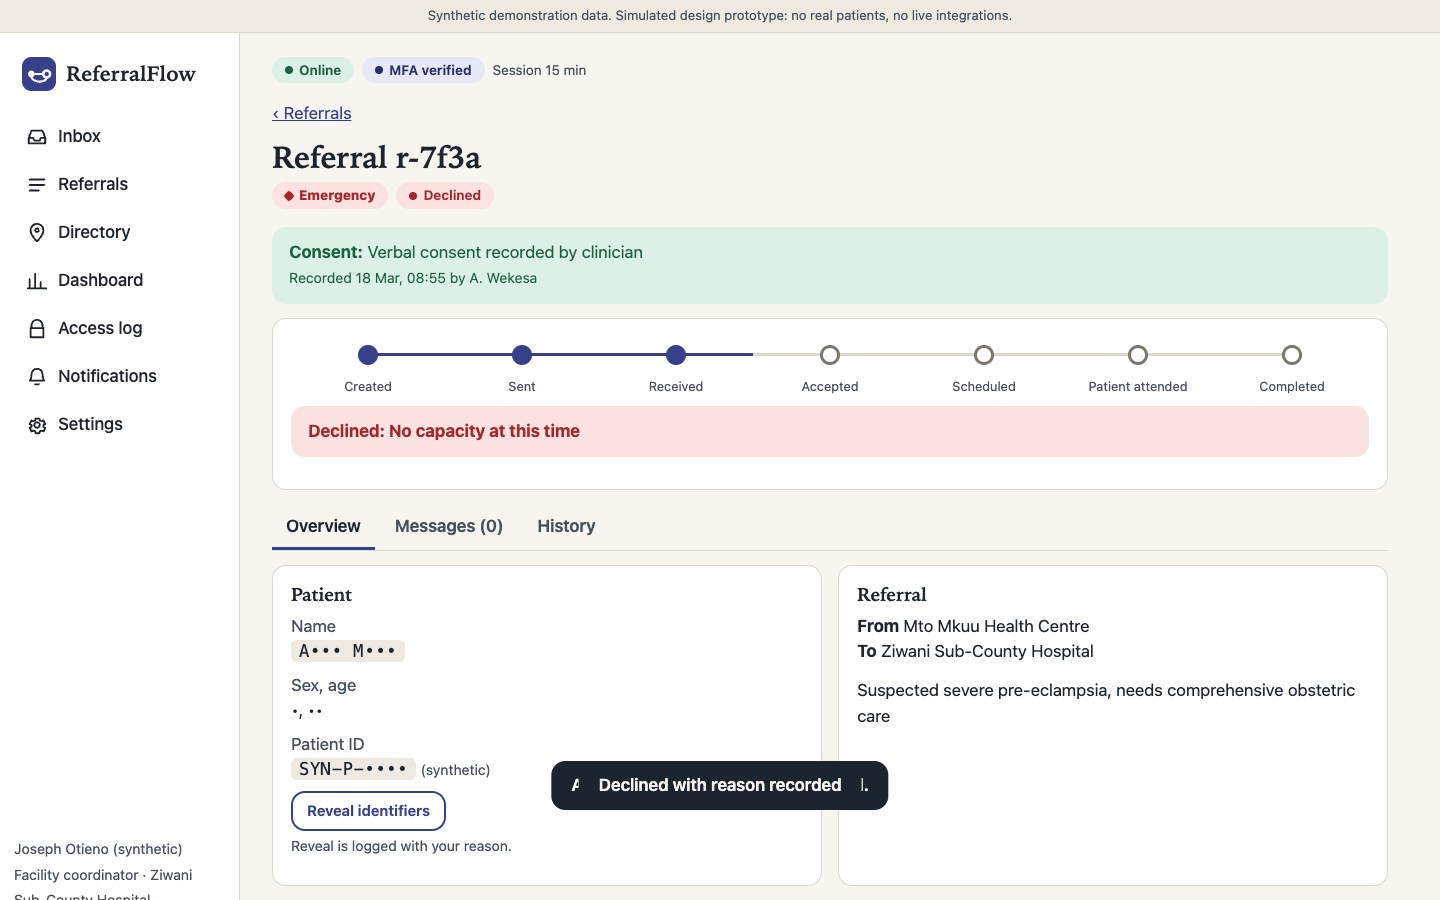 Synthetic demonstration data. Simulated design prototype: no real patients, no live integrations.
ReferralFlow
Inbox
Referrals
Directory
Dashboard
Access log
Notifications
Settings
Joseph Otieno (synthetic)
Facility coordinator · Ziwani
Sub-County Hospital
Online
MFA verified
Session 15 min
‹ Referrals
Referral r-7f3a
Emergency
Declined
Consent: Verbal consent recorded by clinician
Recorded 18 Mar, 08:55 by A. Wekesa
Created
Sent
Received
Accepted
Scheduled
Patient attended
Completed
Declined: No capacity at this time
Overview
Messages (0)
History
Patient
Name
A••• M•••
Sex, age
•, ••
Patient ID
SYN-P-•••• (synthetic)
Reveal identifiers
Reveal is logged with your reason.
Referral
From Mto Mkuu Health Centre
To Ziwani Sub-County Hospital
Suspected severe pre-eclampsia, needs comprehensive obstetric
care
Declined with reason recorded